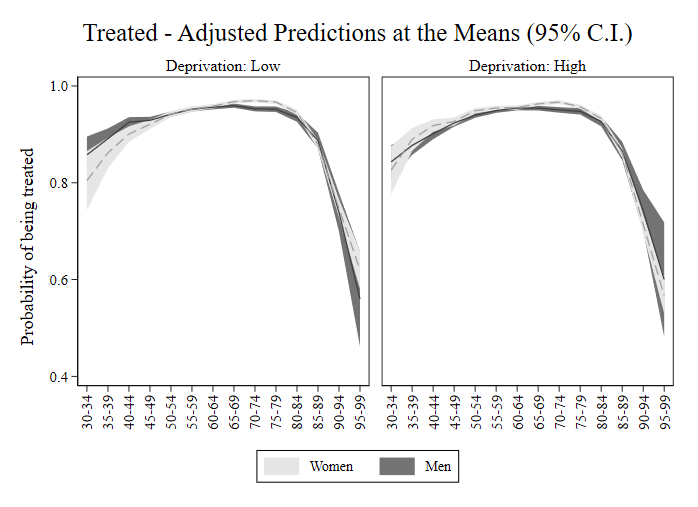 Treated - Adjusted Predictions at the Means (95% C.I.)
Deprivation: Low
Deprivation: High
Probability of being treated
1.0
0.8
0.6
0.4
30-34 35-39 40-44 45-49 50-54 55-59 60-64 65-69 70-74 75-79 80-84 85-89 90-94 95-99
30-34 35-39 40-44 45-49 50-54 55-59 60-64 65-69 70-74 75-79 80-84 85-89 90-94 95-99
Women Men